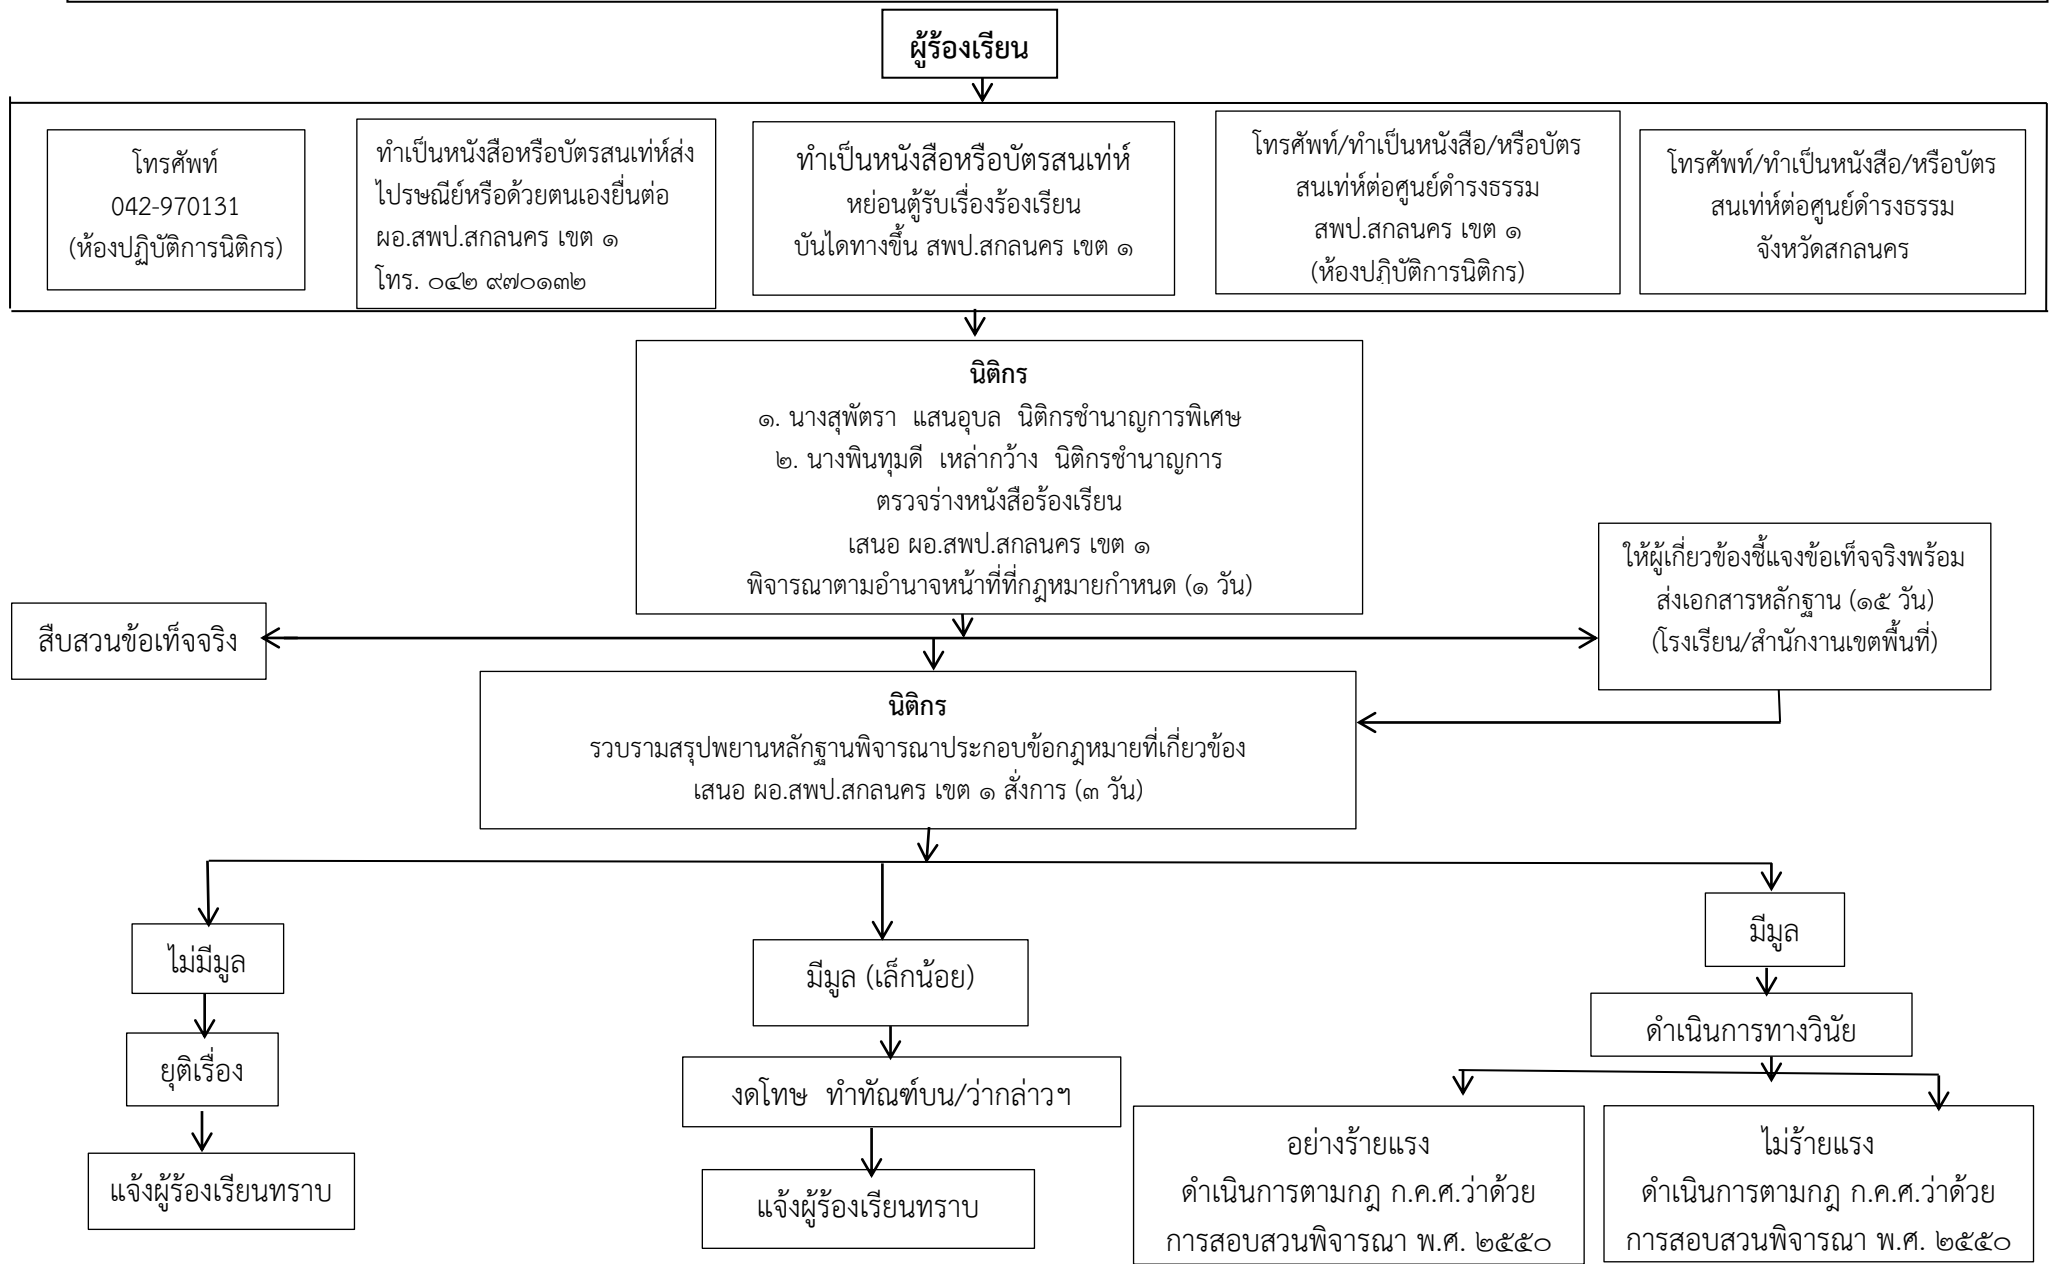 ผู้ร้องเรียน
โทรศัพท์
042-970131
(ห้องปฏิบัติการนิติกร)
ทำเป็นหนังสือหรือบัตรสนเท่ห์ส่ง
ไปรษณีย์หรือด้วยตนเองยื่นต่อ
ผอ.สพป.สกลนคร เขต ๑
โทร. ๐๔๒ ๙๗๐๑๓๒
ทำเป็นหนังสือหรือบัตรสนเท่ห์
หย่อนตู้รับเรื่องร้องเรียน
บันไดทางขึ้น สพป.สกลนคร เขต ๑
โทรศัพท์/ทำเป็นหนังสือ/หรือบัตร
สนเท่ห์ต่อศูนย์ดำรงธรรม
สพป.สกลนคร เขต ๑
(ห้องปฏิบัติการนิติกร)
โทรศัพท์/ทำเป็นหนังสือ/หรือบัตร
สนเท่ห์ต่อศูนย์ดำรงธรรม
จังหวัดสกลนคร
นิติกร
๑. นางสุพัตรา แสนอุบล นิติกรชำนาญการพิเศษ
๒. นางพินทุมดี เหล่ากว้าง นิติกรชำนาญการ
ตรวจร่างหนังสือร้องเรียน
เสนอ ผอ.สพป.สกลนคร เขต ๑
พิจารณาตามอำนาจหน้าที่ที่กฎหมายกำหนด (๑ วัน)
ให้ผู้เกี่ยวข้องชี้แจงข้อเท็จจริงพร้อม
ส่งเอกสารหลักฐาน (๑๕ วัน)
(โรงเรียน/สำนักงานเขตพื้นที่)
สืบสวนข้อเท็จจริง
นิติกร
รวบรามสรุปพยานหลักฐานพิจารณาประกอบข้อกฎหมายที่เกี่ยวข้อง
เสนอ ผอ.สพป.สกลนคร เขต ๑ สั่งการ (๓ วัน)
ไม่มีมูล
ยุติเรื่อง
แจ้งผู้ร้องเรียนทราบ
มีมูล (เล็กน้อย)
งดโทษ ทำทัณฑ์บน/ว่ากล่าวฯ
แจ้งผู้ร้องเรียนทราบ
มีมูล
ดำเนินการทางวินัย
อย่างร้ายแรง
ดำเนินการตามกฎ ก.ค.ศ.ว่าด้วย
การสอบสวนพิจารณา พ.ศ. ๒๕๕๐
ไม่ร้ายแรง
ดำเนินการตามกฎ ก.ค.ศ.ว่าด้วย
การสอบสวนพิจารณา พ.ศ. ๒๕๕๐